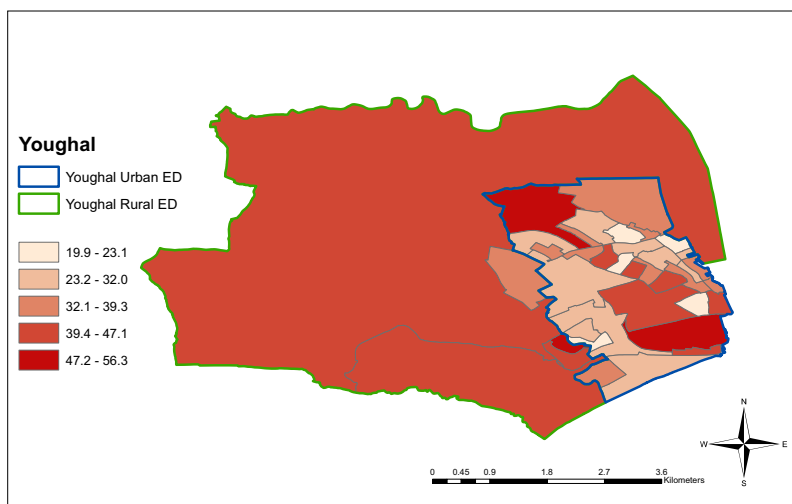 Youghal
Youghal Urban ED
Youghal Rural ED
19.9 - 23.1
23.2 - 32.0
32.1 - 39.3
39.4 - 47.1
47.2 - 56.3
N
W E
S
0 0.45 0.9 1.8 2.7 3.6
Kilometers